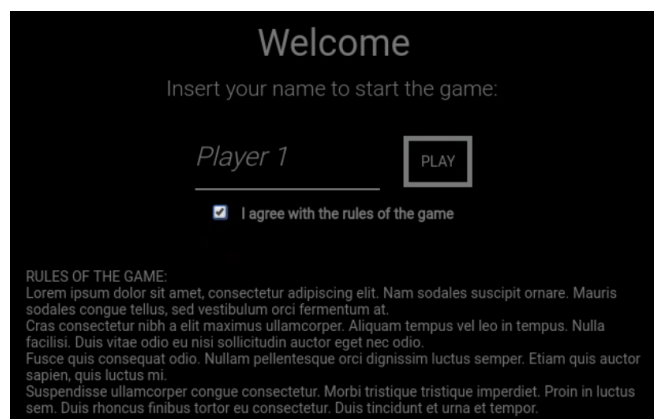 Welcome
Insert your name to start the game:
Player 1
PLAY
I agree with the rules of the game
RULES OF THE GAME:
Lorem ipsum dolor sit amet, consectetur adipiscing elit. Nam sodales suscipit ornare. Mauris
sodales congue tellus, sed vestibulum orci fermentum at.
Cras consectetur nibh a elit maximus ullamcorper. Aliquam tempus vel leo in tempus. Nulla
facilisi. Duis vitae odio eu nisi sollicitudin auctor eget nec odio.
Fusce quis consequat odio. Nullam pellentesque orci dignissim luctus semper. Etiam quis auctor
sapien, quis luctus mi.
Suspendisse ullamcorper congue consectetur. Morbi tristique tristique imperdiet. Proin in luctus
sem. Duis rhoncus finibus tortor eu consectetur. Duis tincidunt et urna et tempor.